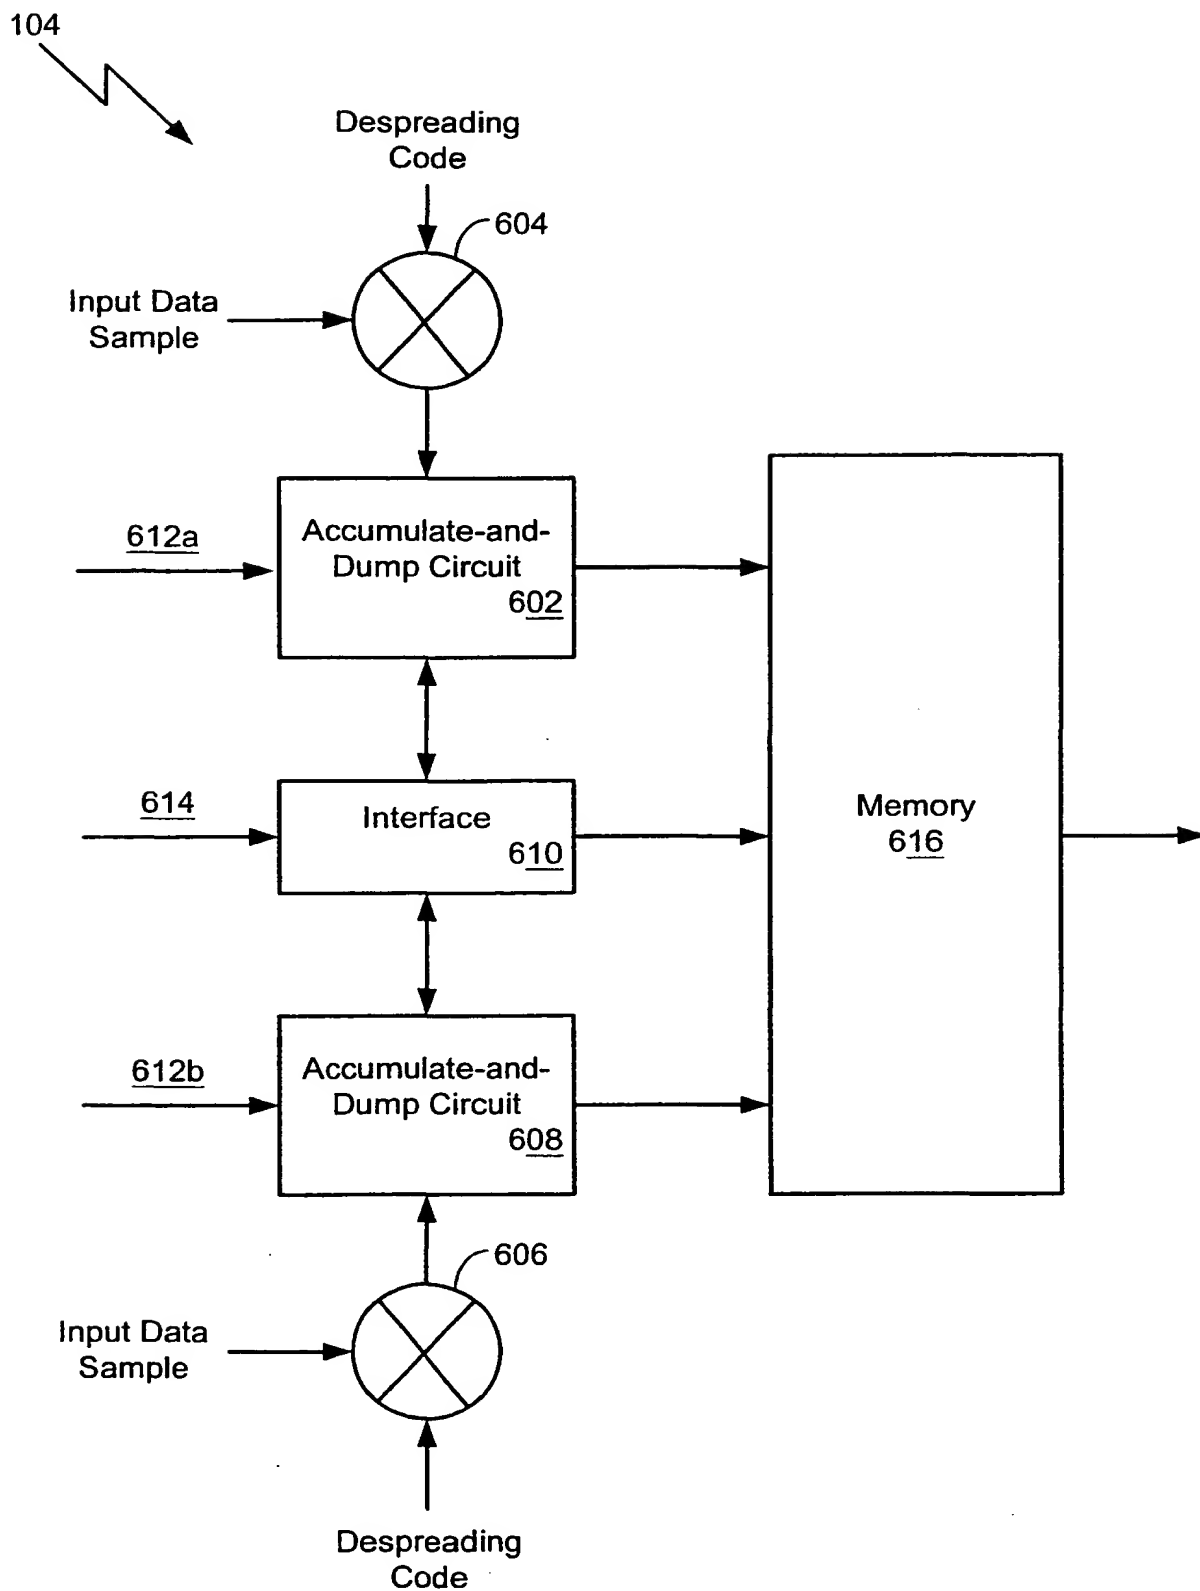 104
Despreading
Code
604
Input Data
Sample
612a
Accumulate-and-
Dump Circuit
602
614
Interface
610
Memory
616
612b
Accumulate-and-
Dump Circuit
608
606
Input Data
Sample
Despreading
Code